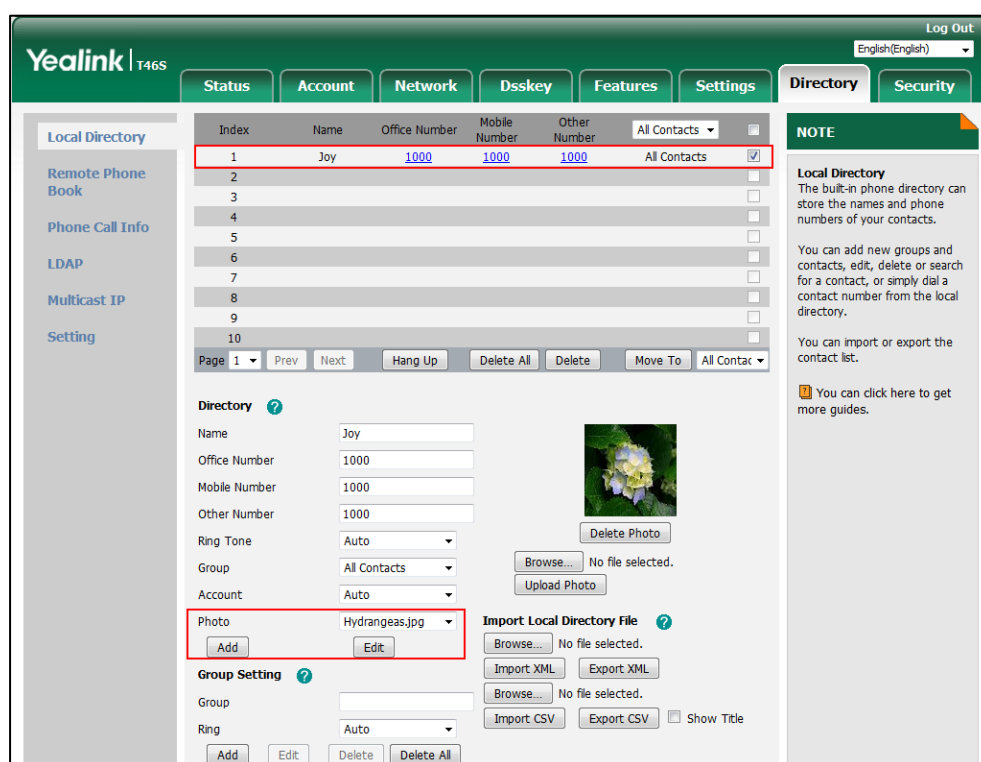 Log Out
Yealink | T46S
English(English)
Status Account Network Dsskey Features Settings Directory Security
Local Directory
Remote Phone
Book
Phone Call Info
LDAP
Multicast IP
Setting
Index Name Office Number Mobile Number Other Number All Contacts
1 Joy 1000 1000 1000 All Contacts
2
3
4
5
6
7
8
9
10
Page 1 Prev Next Hang Up Delete All Delete Move To All Contac
Directory ?
Name Joy
Office Number 1000
Mobile Number 1000
Other Number 1000
Ring Tone Auto
Group All Contacts
Account Auto
Photo Hydrangeas.jpg
Add Edit
Delete Photo
Browse... No file selected.
Upload Photo
Import Local Directory File ?
Browse... No file selected.
Import XML Export XML
Browse... No file selected.
Import CSV Export CSV Show Title
Group Setting ?
Group
Ring Auto
Add Edit Delete Delete All
NOTE
Local Directory
The built-in phone directory can
store the names and phone
numbers of your contacts.
You can add new groups and
contacts, edit, delete or search
for a contact, or simply dial a
contact number from the local
directory.
You can import or export the
contact list.
? You can click here to get
more guides.